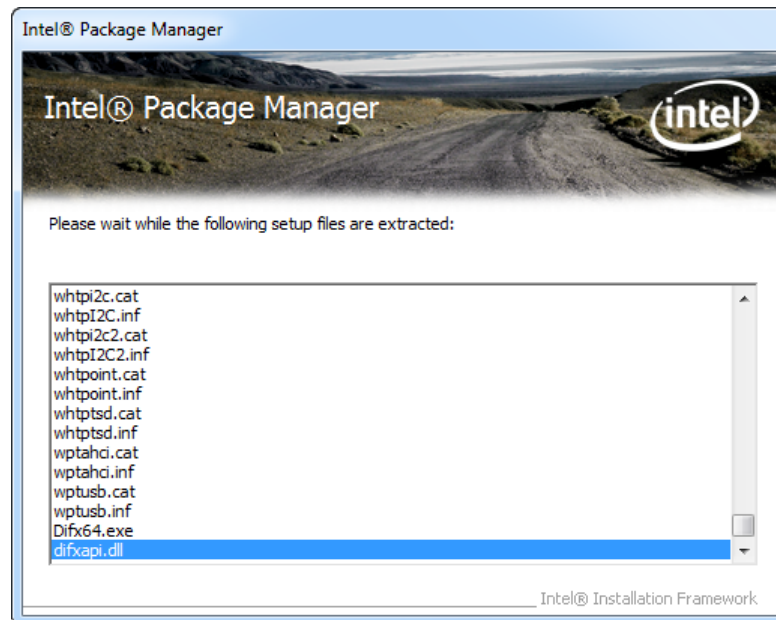 Intel® Package Manager
Intel® Package Manager
intel®
Please wait while the following setup files are extracted:
whtpi2c.cat
whtpI2C.inf
whtpi2c2.cat
whtpI2C2.inf
whtpoint.cat
whtpoint.inf
whtptsd.cat
whtptsd.inf
wptahci.cat
wptahci.inf
wptusb.cat
wptusb.inf
Difx64.exe
difxapi.dll
Intel® Installation Framework